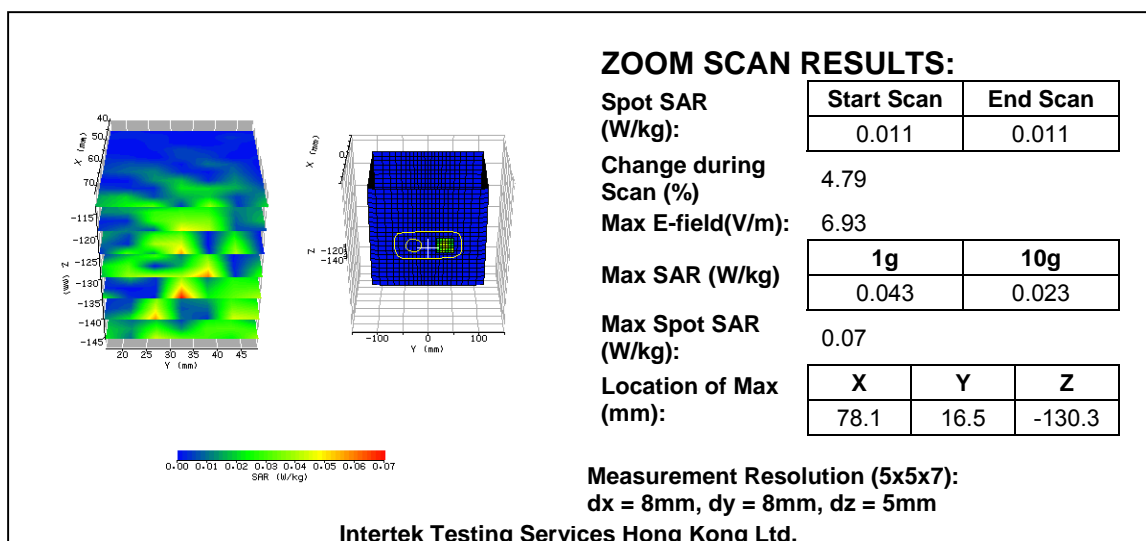 ZOOM SCAN RESULTS:
Spot SAR (W/kg):
Start Scan End Scan
0.011 0.011
Change during Scan (%)
4.79
Max E-field(V/m): 6.93
Max SAR (W/kg)
1g 10g
0.043 0.023
Max Spot SAR (W/kg):
0.07
Location of Max (mm):
X Y Z
78.1 16.5 -130.3
Measurement Resolution (5x5x7):
dx = 8mm, dy = 8mm, dz = 5mm
Intertek Testing Services Hong Kong Ltd.
40
50
60
70
X (mm)
-115
-120
-125
-130
-135
-140
-145
Z (mm)
20 25 30 35 40 45
Y (mm)
X (mm)
0
Z
-120
-140
-100 0 100
Y (mm)
0.00 0.01 0.02 0.03 0.04 0.05 0.06 0.07
SAR (W/kg)